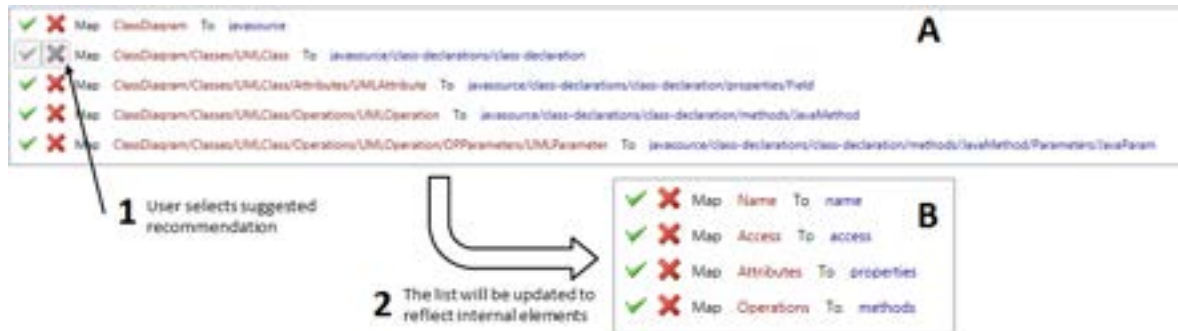 Map ClassDiagram To javasource
A
Map ClassDiagram/Classes/UMLClass To javasource/class-declarations/class-declaration
Map ClassDiagram/Classes/UMLClass/Attributes/UMLAttribute To javasource/class-declarations/class-declaration/properties/Field
Map ClassDiagram/Classes/UMLClass/Operations/UMLOperation To javasource/class-declarations/class-declaration/methods/JavaMethod
Map ClassDiagram/Classes/UMLClass/Operations/UMLOperation/OPParameters/UMLParameter To javasource/class-declarations/class-declaration/methods/JavaMethod/Parameters/JavaParam
1 User selects suggested
recommendation
2 The list will be updated to
reflect internal elements
B
Map Name To name
Map Access To access
Map Attributes To properties
Map Operations To methods